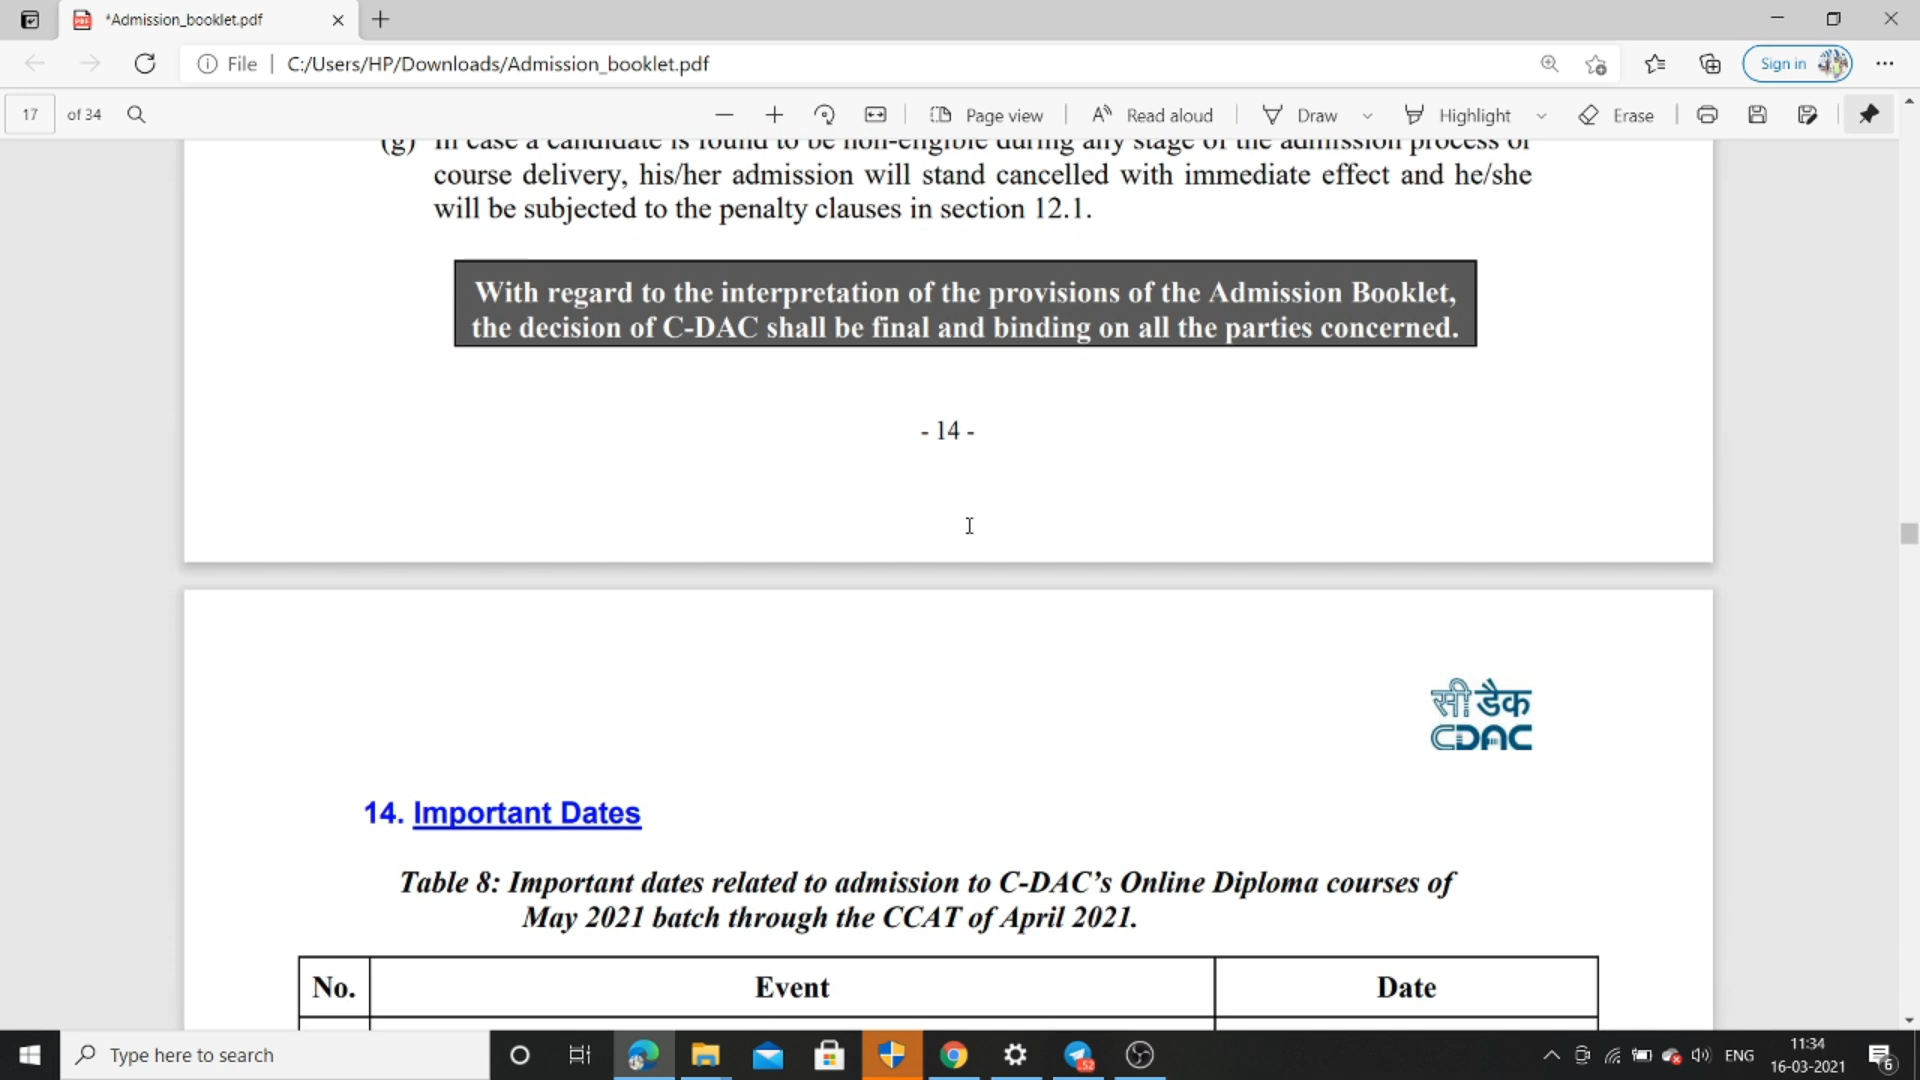 *Admission_booklet.pdf
File
C:/Users/HP/Downloads/Admission_booklet.pdf
Sign in
17 of 34
Page view
Read aloud
Draw
Highlight
Erase
(g) In case a candidate is found to be non-eligible during any stage of the admission process or
course delivery, his/her admission will stand cancelled with immediate effect and he/she
will be subjected to the penalty clauses in section 12.1.
With regard to the interpretation of the provisions of the Admission Booklet,
the decision of C-DAC shall be final and binding on all the parties concerned.
- 14 -
सी डैक
CDAC
14. Important Dates
Table 8: Important dates related to admission to C-DAC’s Online Diploma courses of
May 2021 batch through the CCAT of April 2021.
No. Event Date
Type here to search
52
ENG
11:34
16-03-2021
6